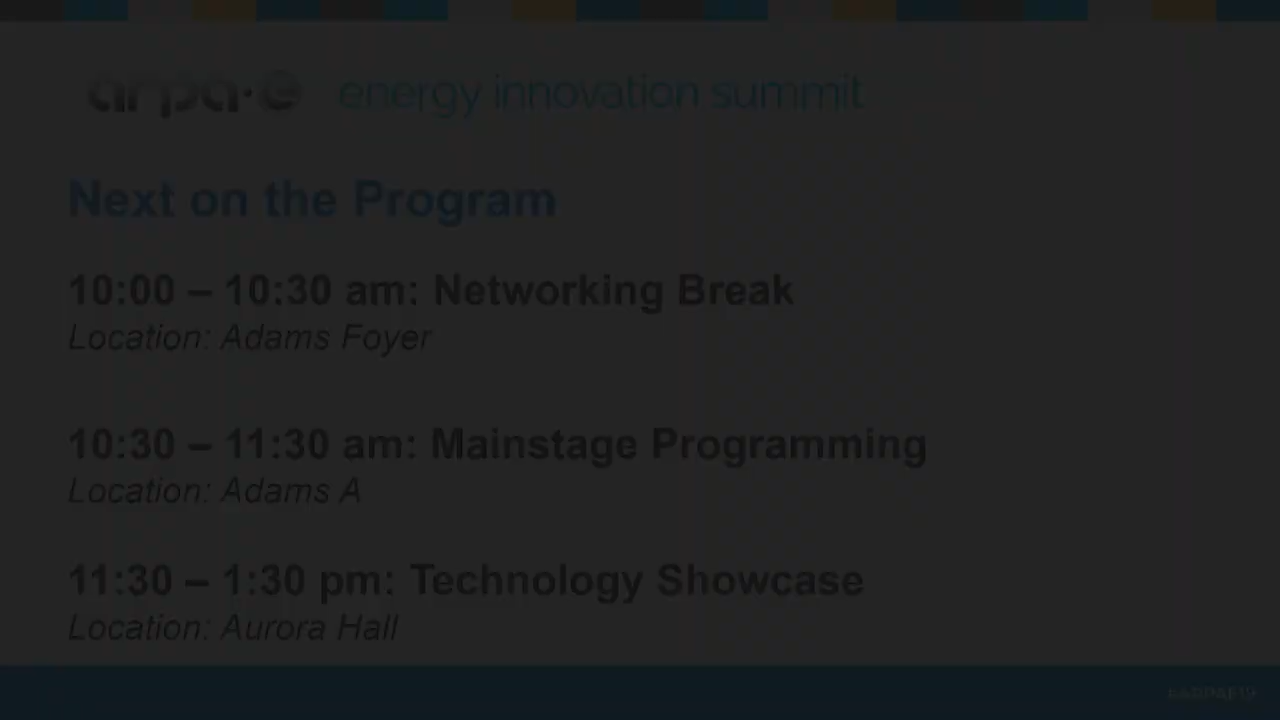 arpa·e energy innovation summit
Next on the Program
10:00 – 10:30 am: Networking Break
Location: Adams Foyer
10:30 – 11:30 am: Mainstage Programming
Location: Adams A
11:30 – 1:30 pm: Technology Showcase
Location: Aurora Hall
#ARPAE19